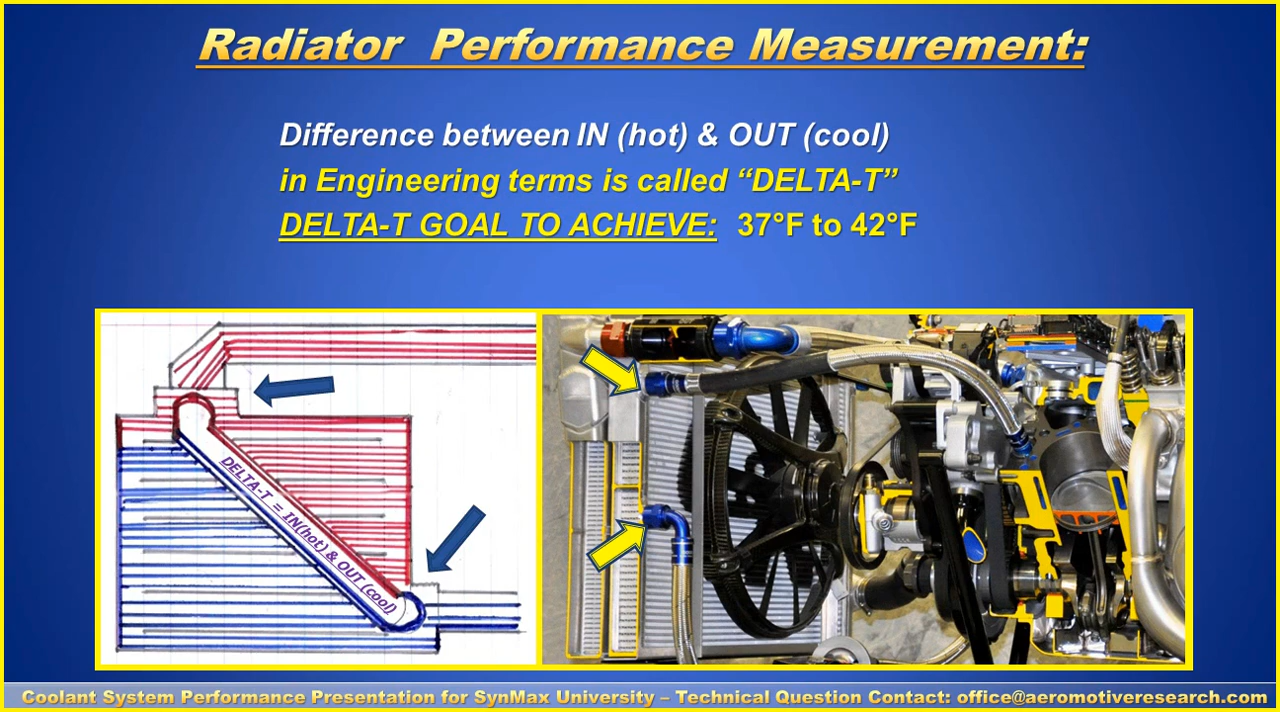 Radiator Performance Measurement:
Difference between IN (hot) & OUT (cool)
in Engineering terms is called “DELTA-T”
DELTA-T GOAL TO ACHIEVE: 37°F to 42°F
DELTA-T = IN(hot) & OUT (cool)
Coolant System Performance Presentation for SynMax University – Technical Question Contact: office@aeromotiveresearch.com